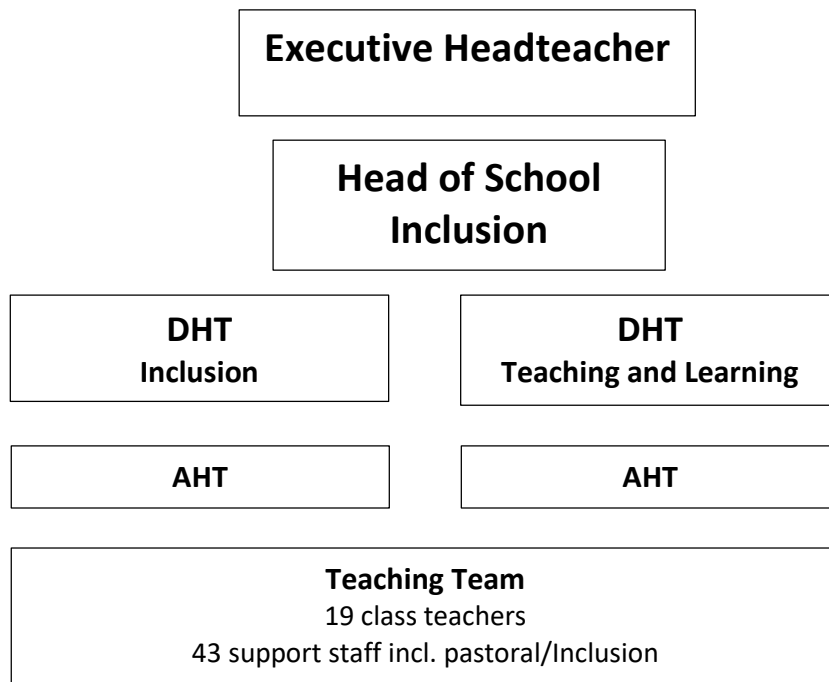 Executive Headteacher
Head of School
Inclusion
DHT
Inclusion
DHT
Teaching and Learning
AHT
AHT
Teaching Team
19 class teachers
43 support staff incl. pastoral/Inclusion